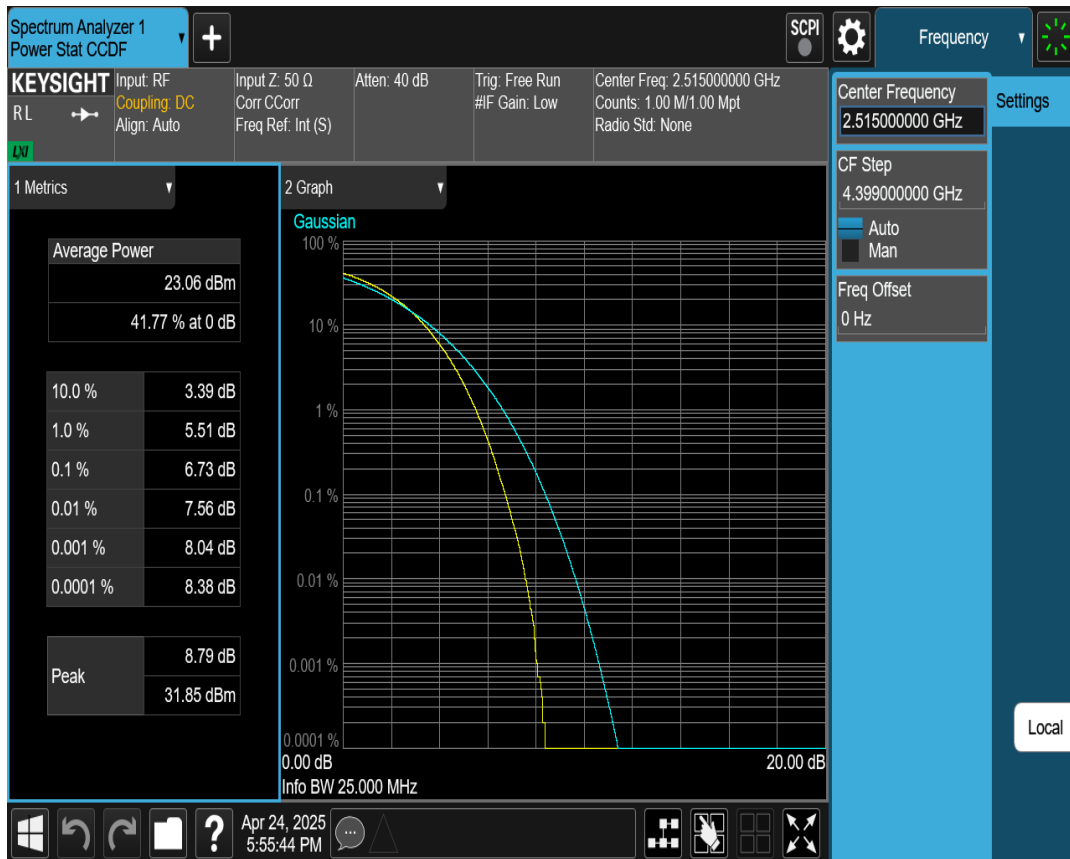 Spectrum Analyzer 1
Power Stat CCDF
+
SCPI
Frequency
KEYSIGHT
RL
LXI
Input: RF
Coupling: DC
Align: Auto
Input Z: 50 Ω
Corr CCorr
Freq Ref: Int (S)
Atten: 40 dB
Trig: Free Run
#IF Gain: Low
Center Freq: 2.515000000 GHz
Counts: 1.00 M/1.00 Mpt
Radio Std: None
Center Frequency
2.515000000 GHz
Settings
CF Step
4.399000000 GHz
Auto
Man
Freq Offset
0 Hz
Local
1 Metrics
Average Power
23.06 dBm
41.77 % at 0 dB
10.0 % 3.39 dB
1.0 % 5.51 dB
0.1 % 6.73 dB
0.01 % 7.56 dB
0.001 % 8.04 dB
0.0001 % 8.38 dB
Peak
8.79 dB
31.85 dBm
2 Graph
Gaussian
100 %
10 %
1 %
0.1 %
0.01 %
0.001 %
0.0001 %
0.00 dB 20.00 dB
Info BW 25.000 MHz
?
Apr 24, 2025
5:55:44 PM